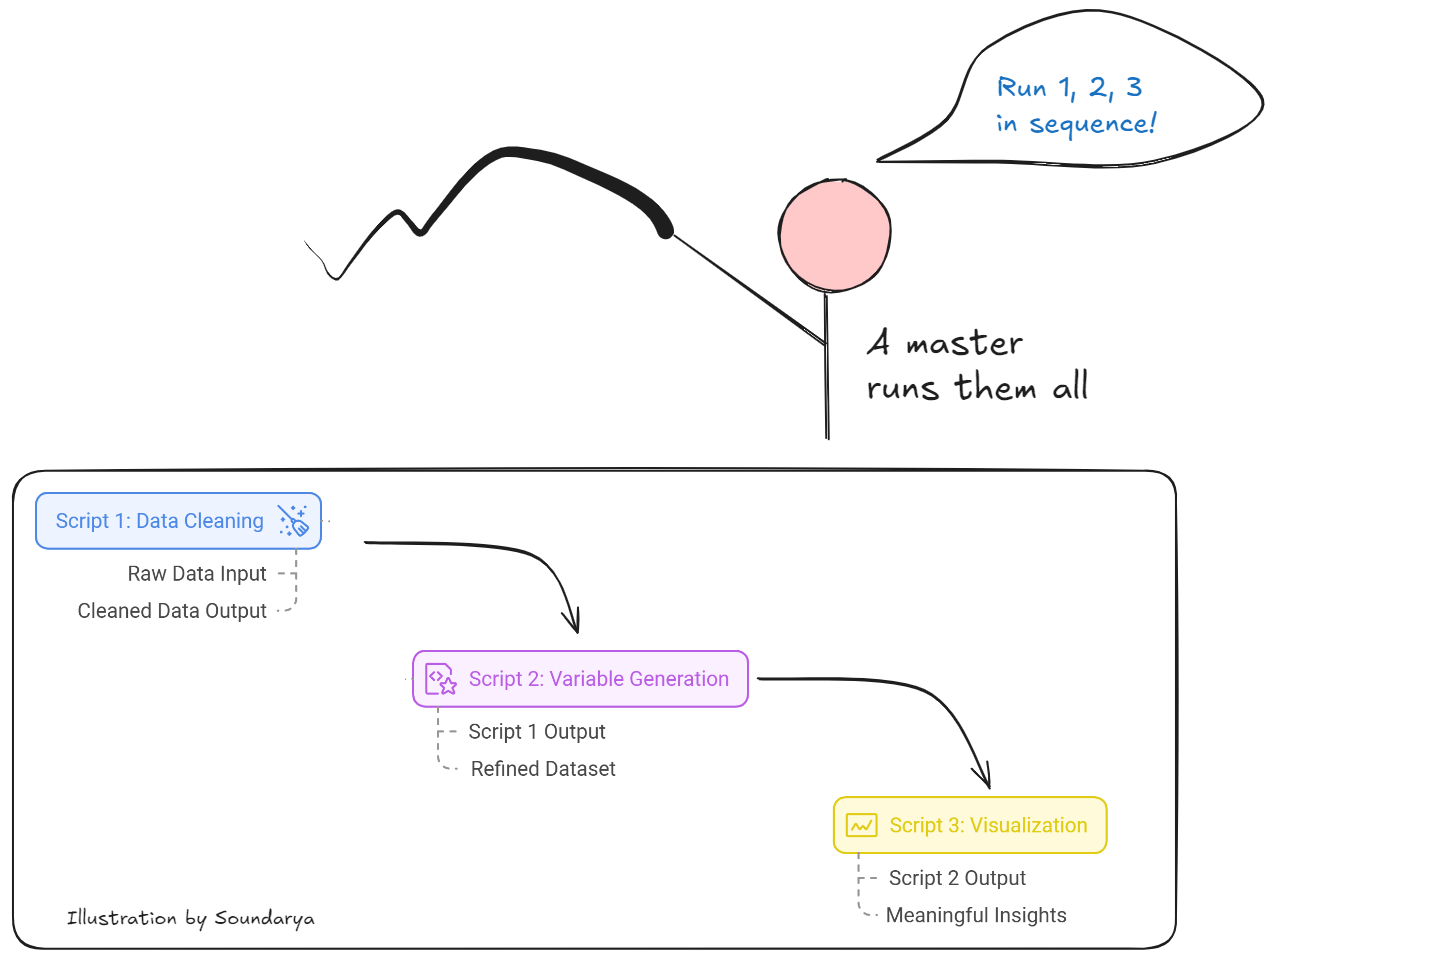 Run 1, 2, 3
in sequence!
A master
runs them all
Script 1: Data Cleaning
Raw Data Input
Cleaned Data Output
Script 2: Variable Generation
Script 1 Output
Refined Dataset
Script 3: Visualization
Script 2 Output
Meaningful Insights
Illustration by Soundarya